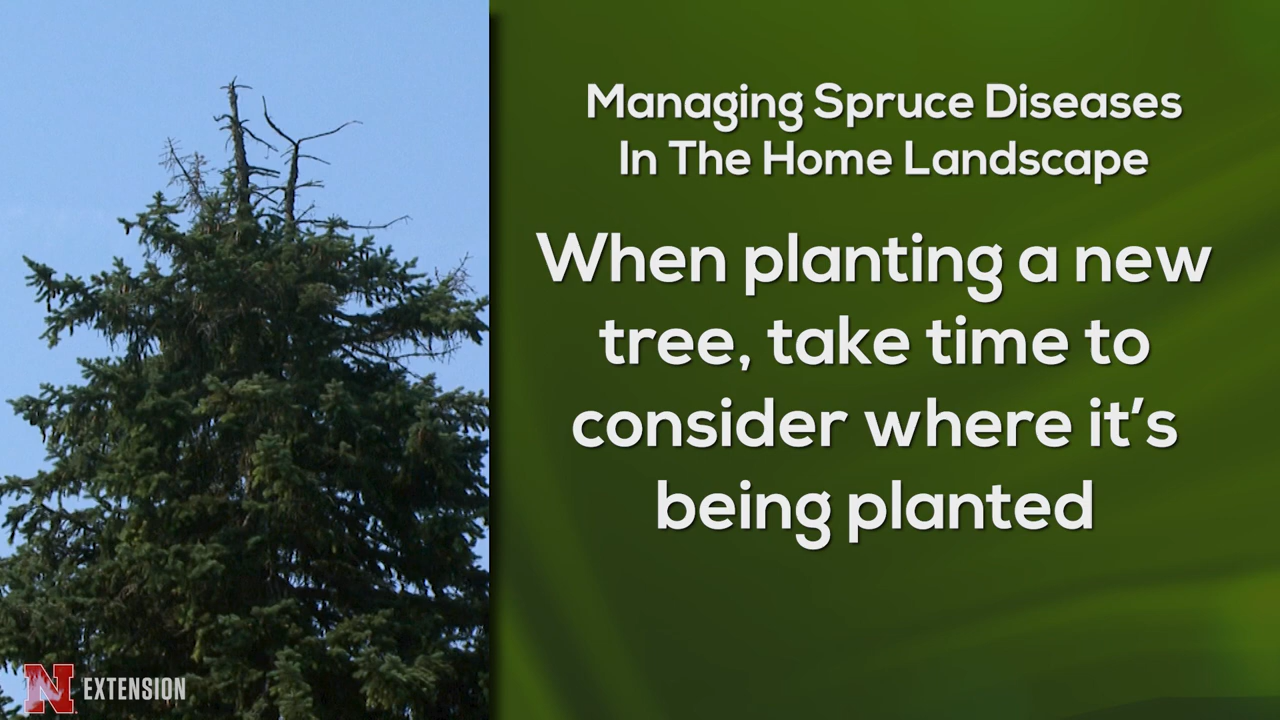 Managing Spruce Diseases
In The Home Landscape
When planting a new
tree, take time to
consider where it’s
being planted
N EXTENSION